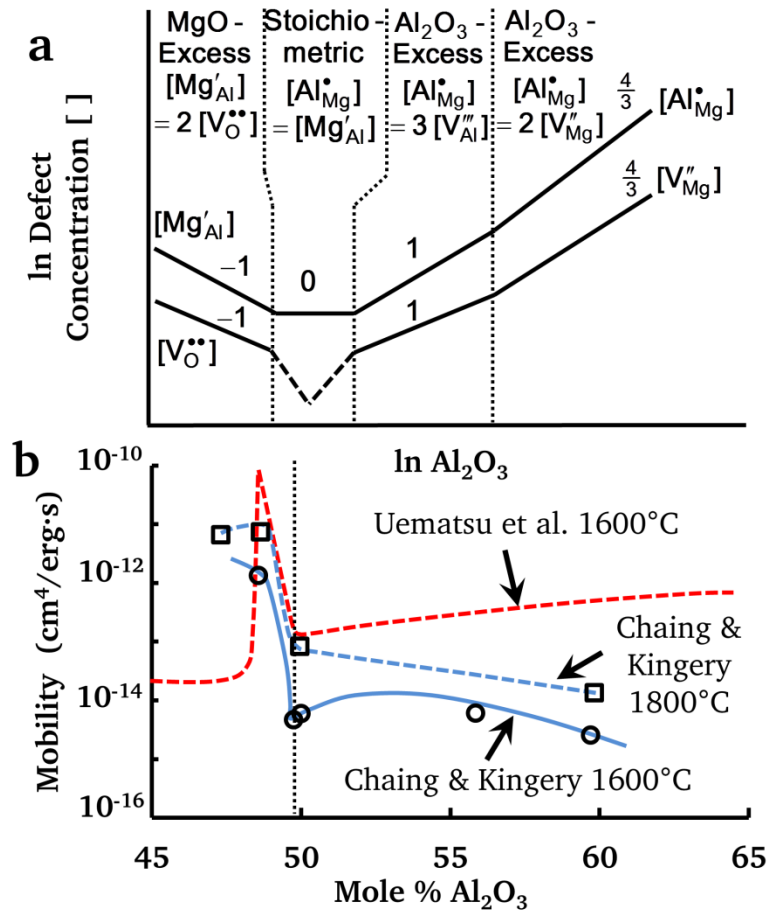 a
MgO -
Excess
[Mg′Al]
= 2 [V••O]
Stoichio -
metric
[Al•Mg]
= [Mg′Al]
Al2O3 -
Excess
[Al•Mg]
= 3 [V‴Al]
Al2O3 -
Excess
[Al•Mg]
= 2 [V″Mg]
4/3 [Al•Mg]
4/3 [V″Mg]
ln Defect
Concentration [ ]
[Mg′Al]
−1
0
1
−1
1
[V••O]
ln Al2O3
b
Mobility (cm⁴/erg·s)
10⁻¹⁰
10⁻¹²
10⁻¹⁴
10⁻¹⁶
Uematsu et al. 1600°C
Chaing &
Kingery
1800°C
Chaing & Kingery 1600°C
45 50 55 60 65
Mole % Al2O3